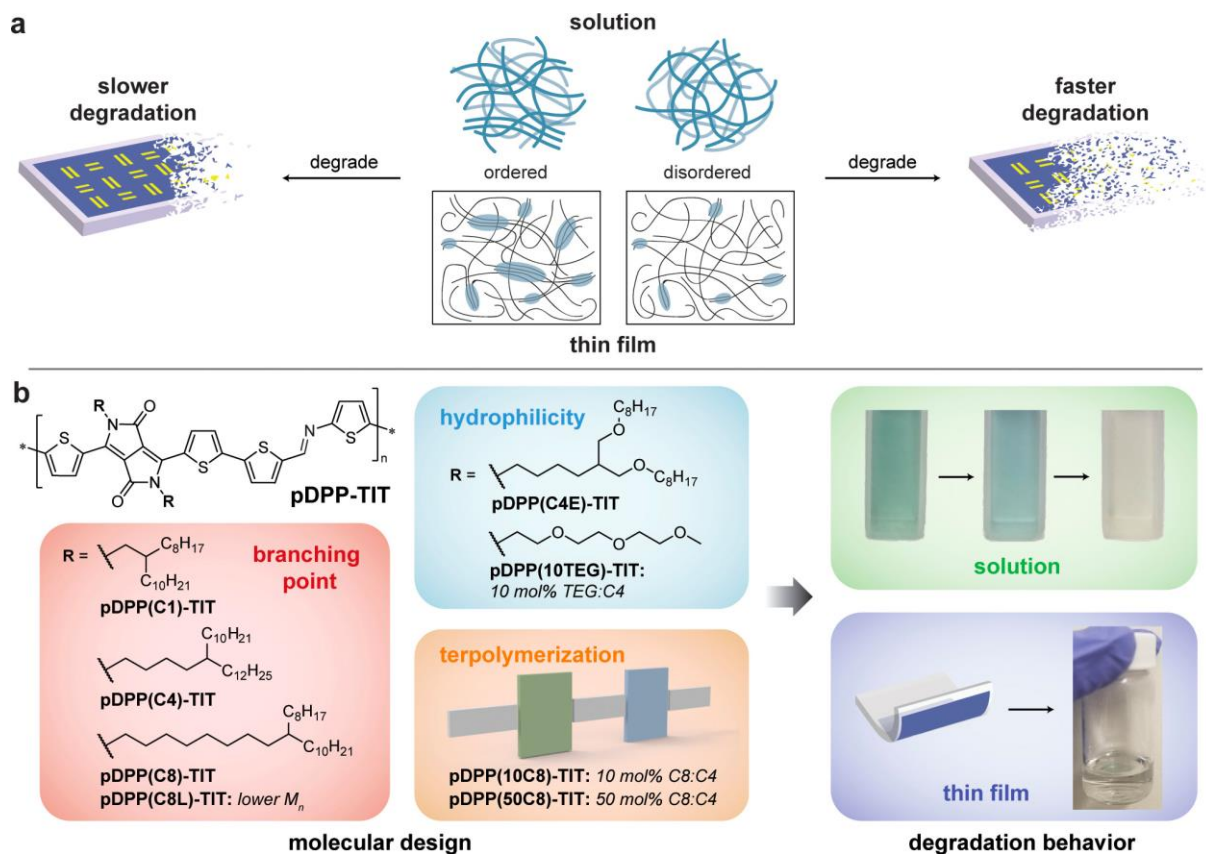 a
solution
slower
degradation
faster
degradation
degrade
degrade
ordered
disordered
thin film
b
R
N
O
S
S
S
N
S
*
*
n
O
N
R
pDPP-TIT
R =
C8H17
C10H21
branching
point
pDPP(C1)-TIT
C10H21
C12H25
pDPP(C4)-TIT
C8H17
C10H21
pDPP(C8)-TIT
pDPP(C8L)-TIT: lower Mn
hydrophilicity
C8H17
O
R =
O
C8H17
pDPP(C4E)-TIT
O
O
O
pDPP(10TEG)-TIT:
10 mol% TEG:C4
terpolymerization
pDPP(10C8)-TIT: 10 mol% C8:C4
pDPP(50C8)-TIT: 50 mol% C8:C4
molecular design
solution
thin film
degradation behavior